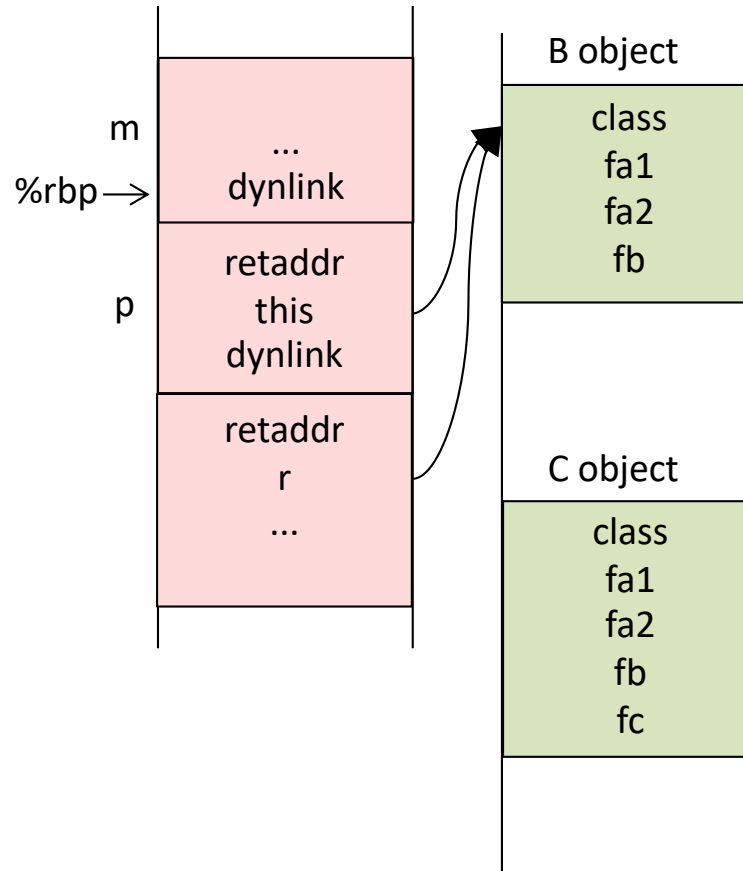 m
...
%rbp
dynlink
p
retaddr
this
dynlink
retaddr
r
...
B object
class
fa1
fa2
fb
C object
class
fa1
fa2
fb
fc